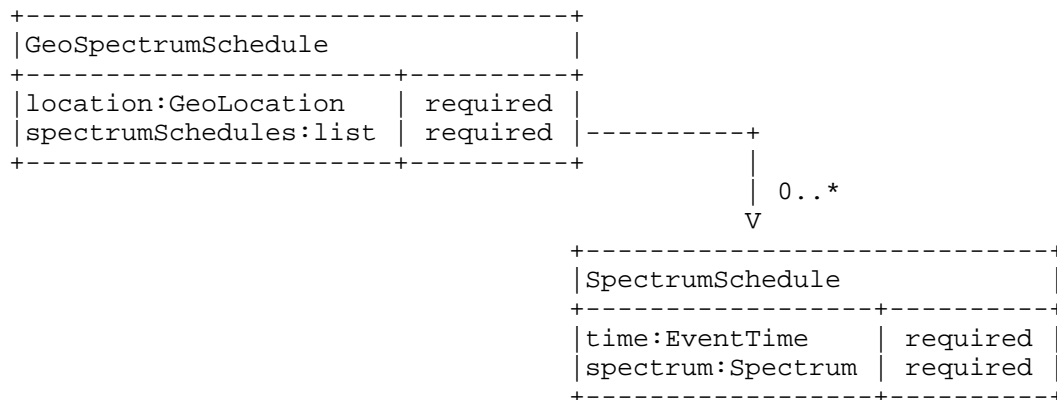 GeoSpectrumSchedule
location:GeoLocation required
spectrumSchedules:list required
0..*
SpectrumSchedule
time:EventTime required
spectrum:Spectrum required